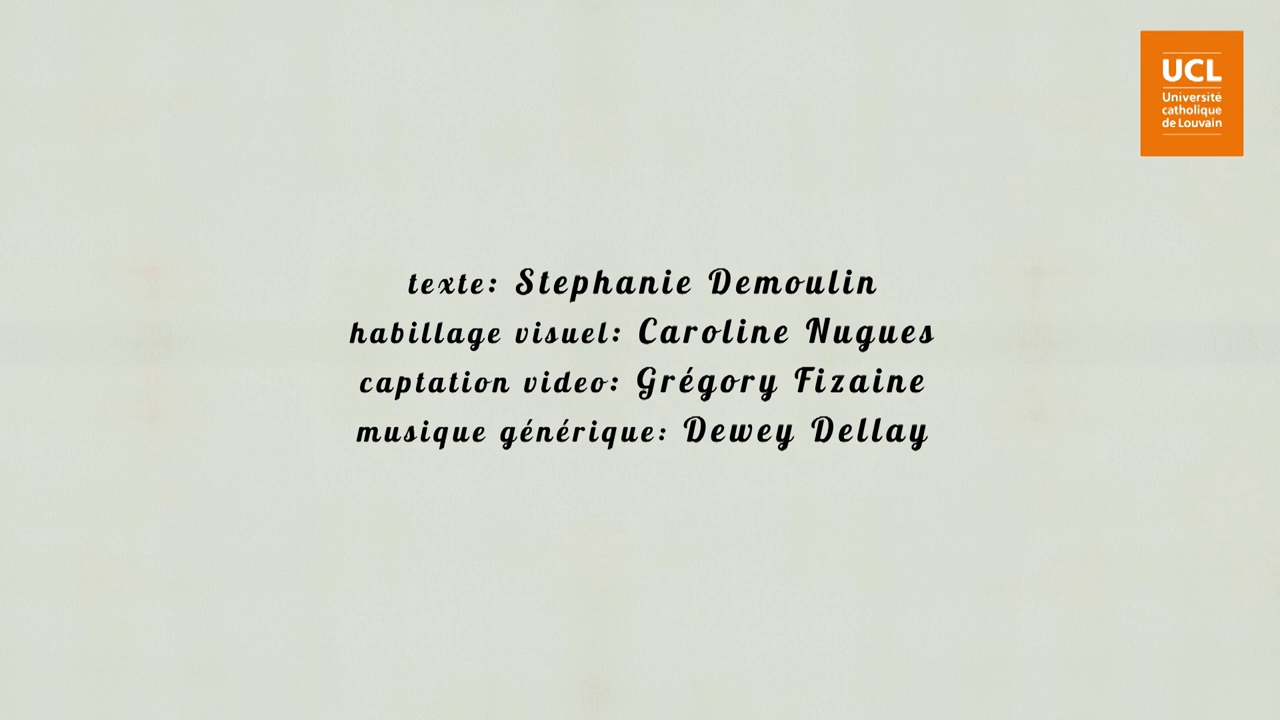 UCL
Université
catholique
de Louvain
texte: Stephanie Demoulin
habillage visuel: Caroline Nugues
captation video: Grégory Fizaine
musique générique: Dewey Dellay